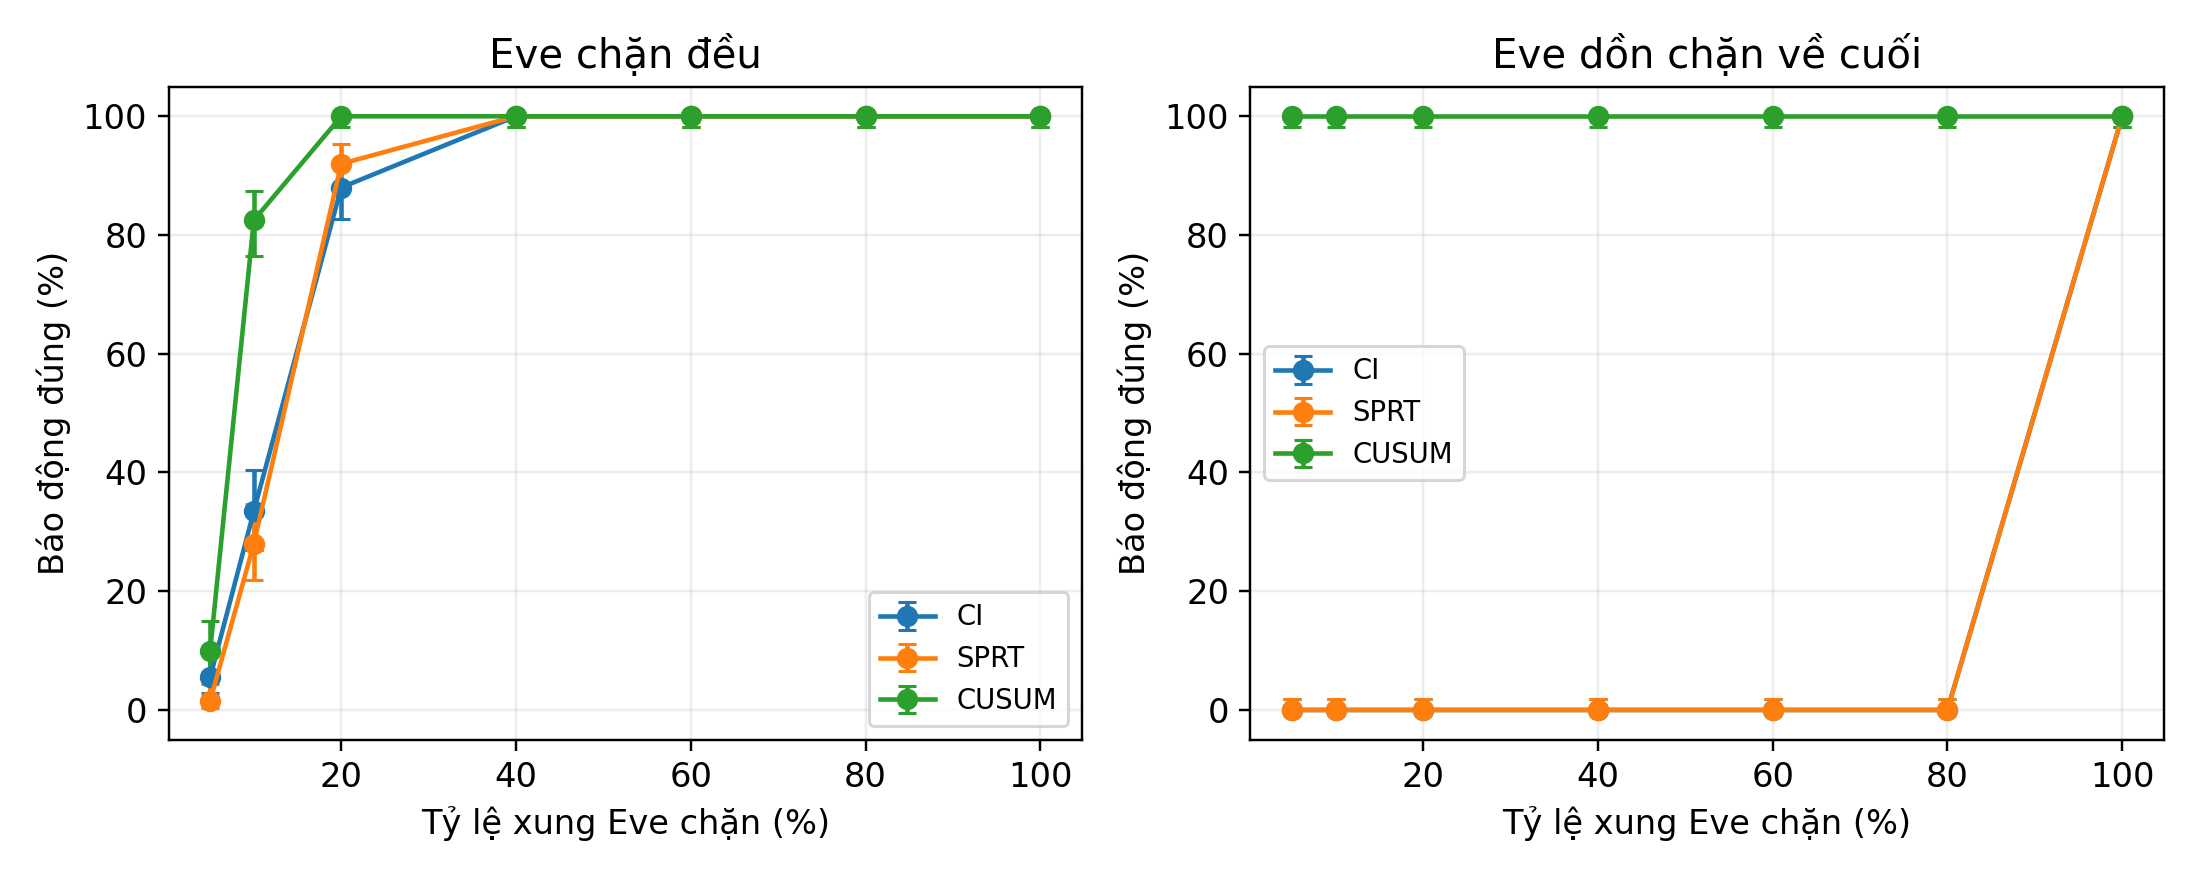 Eve chặn đều
Báo động đúng (%)
100
80
60
40
20
0
20 40 60 80 100
Tỷ lệ xung Eve chặn (%)
CI
SPRT
CUSUM
Eve dồn chặn về cuối
Báo động đúng (%)
100
80
60
40
20
0
20 40 60 80 100
Tỷ lệ xung Eve chặn (%)
CI
SPRT
CUSUM